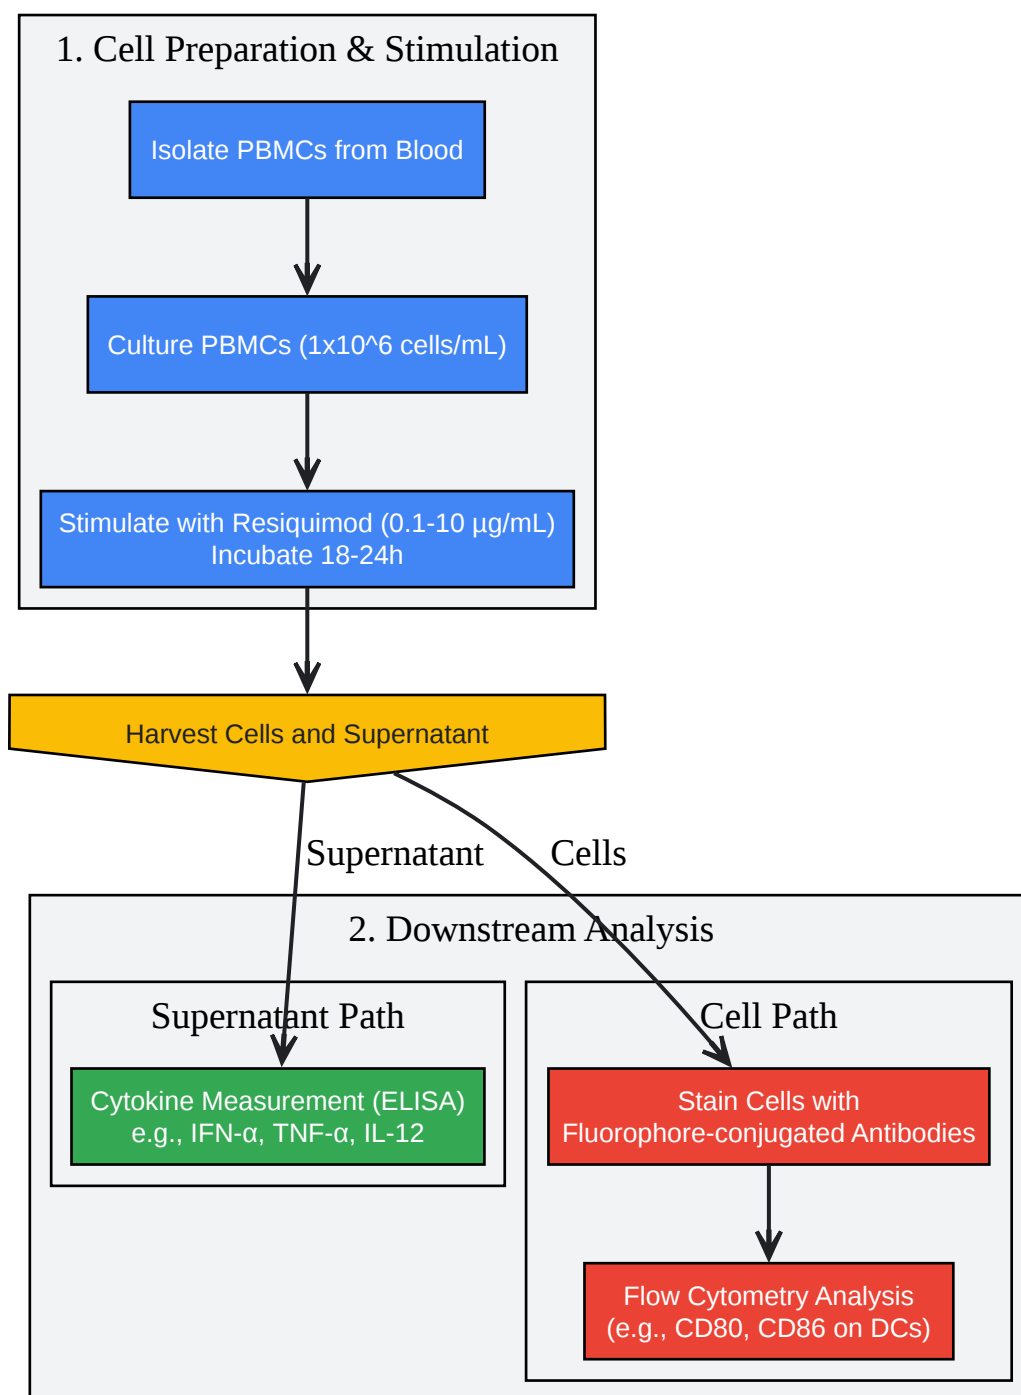 1. Cell Preparation & Stimulation
Isolate PBMCs from Blood
Culture PBMCs (1x10^6 cells/mL)
Stimulate with Resiquimod (0.1-10 µg/mL)
Incubate 18-24h
Harvest Cells and Supernatant
Supernatant
Cells
2. Downstream Analysis
Supernatant Path
Cytokine Measurement (ELISA)
e.g., IFN-α, TNF-α, IL-12
Cell Path
Stain Cells with
Fluorophore-conjugated Antibodies
Flow Cytometry Analysis
(e.g., CD80, CD86 on DCs)